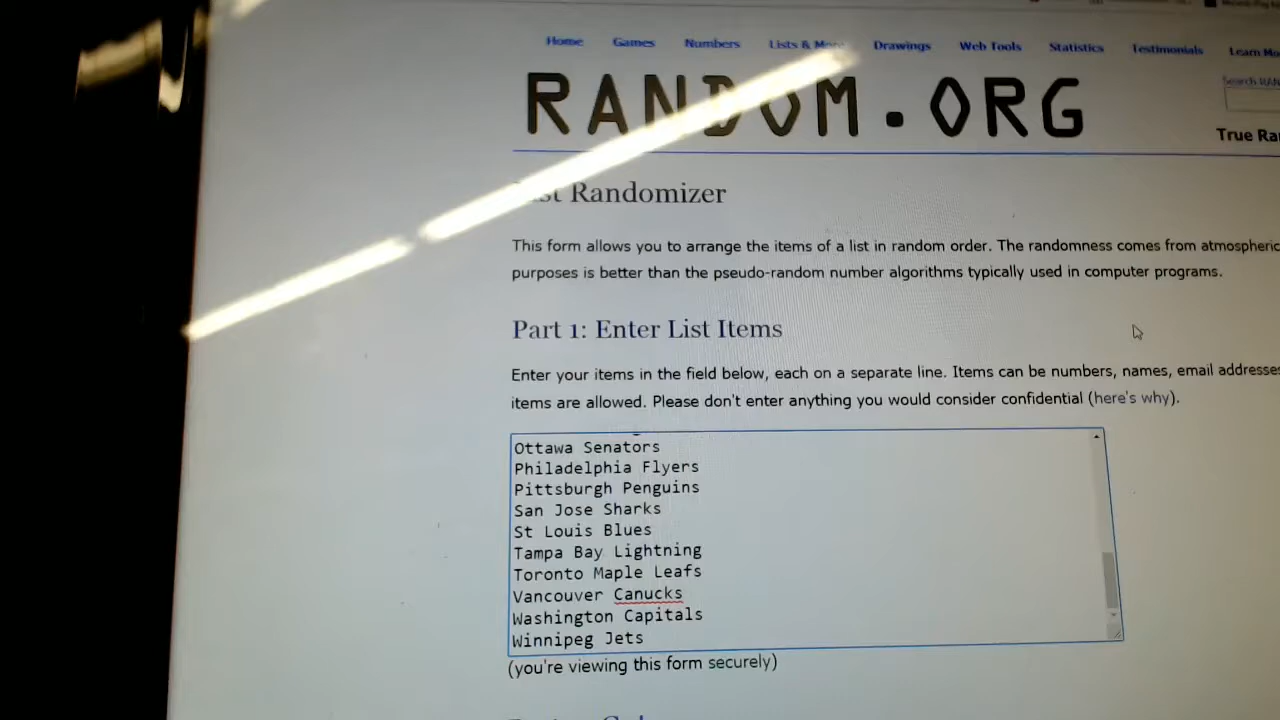 Home Games Numbers Lists & More Drawings Web Tools Statistics Testimonials Learn
RANDOM.ORG
True
Randomizer
This form allows you to arrange the items of a list in random order. The randomness comes from atmospheric
purposes is better than the pseudo-random number algorithms typically used in computer programs.
Part 1: Enter List Items
Enter your items in the field below, each on a separate line. Items can be numbers, names, email addresses
items are allowed. Please don't enter anything you would consider confidential (here's why).
Ottawa Senators
Philadelphia Flyers
Pittsburgh Penguins
San Jose Sharks
St Louis Blues
Tampa Bay Lightning
Toronto Maple Leafs
Vancouver Canucks
Washington Capitals
Winnipeg Jets
(you're viewing this form securely)